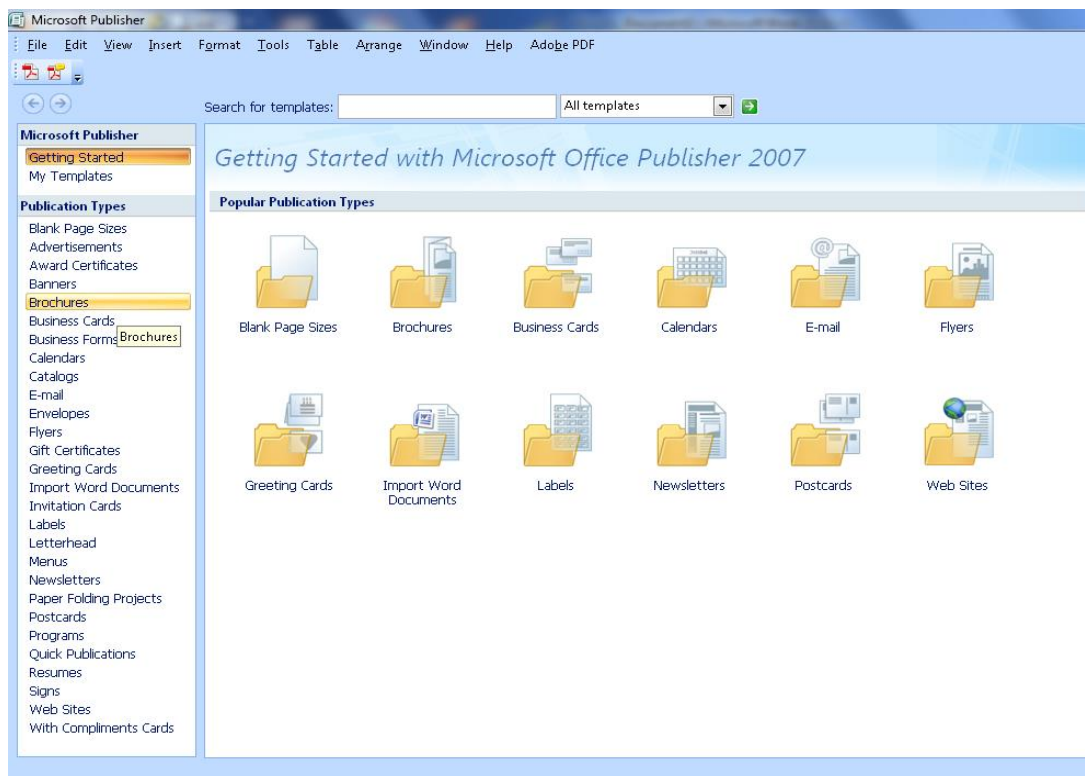 Microsoft Publisher
File Edit View Insert Format Tools Table Arrange Window Help Adobe PDF
Search for templates: All templates
Microsoft Publisher
Getting Started
My Templates
Publication Types
Blank Page Sizes
Advertisements
Award Certificates
Banners
Brochures
Business Cards
Business Forms
Brochures
Calendars
Catalogs
E-mail
Envelopes
Flyers
Gift Certificates
Greeting Cards
Import Word Documents
Invitation Cards
Labels
Letterhead
Menus
Newsletters
Paper Folding Projects
Postcards
Programs
Quick Publications
Resumes
Signs
Web Sites
With Compliments Cards
Getting Started with Microsoft Office Publisher 2007
Popular Publication Types
Blank Page Sizes Brochures Business Cards Calendars E-mail Flyers
Greeting Cards Import Word Documents Labels Newsletters Postcards Web Sites